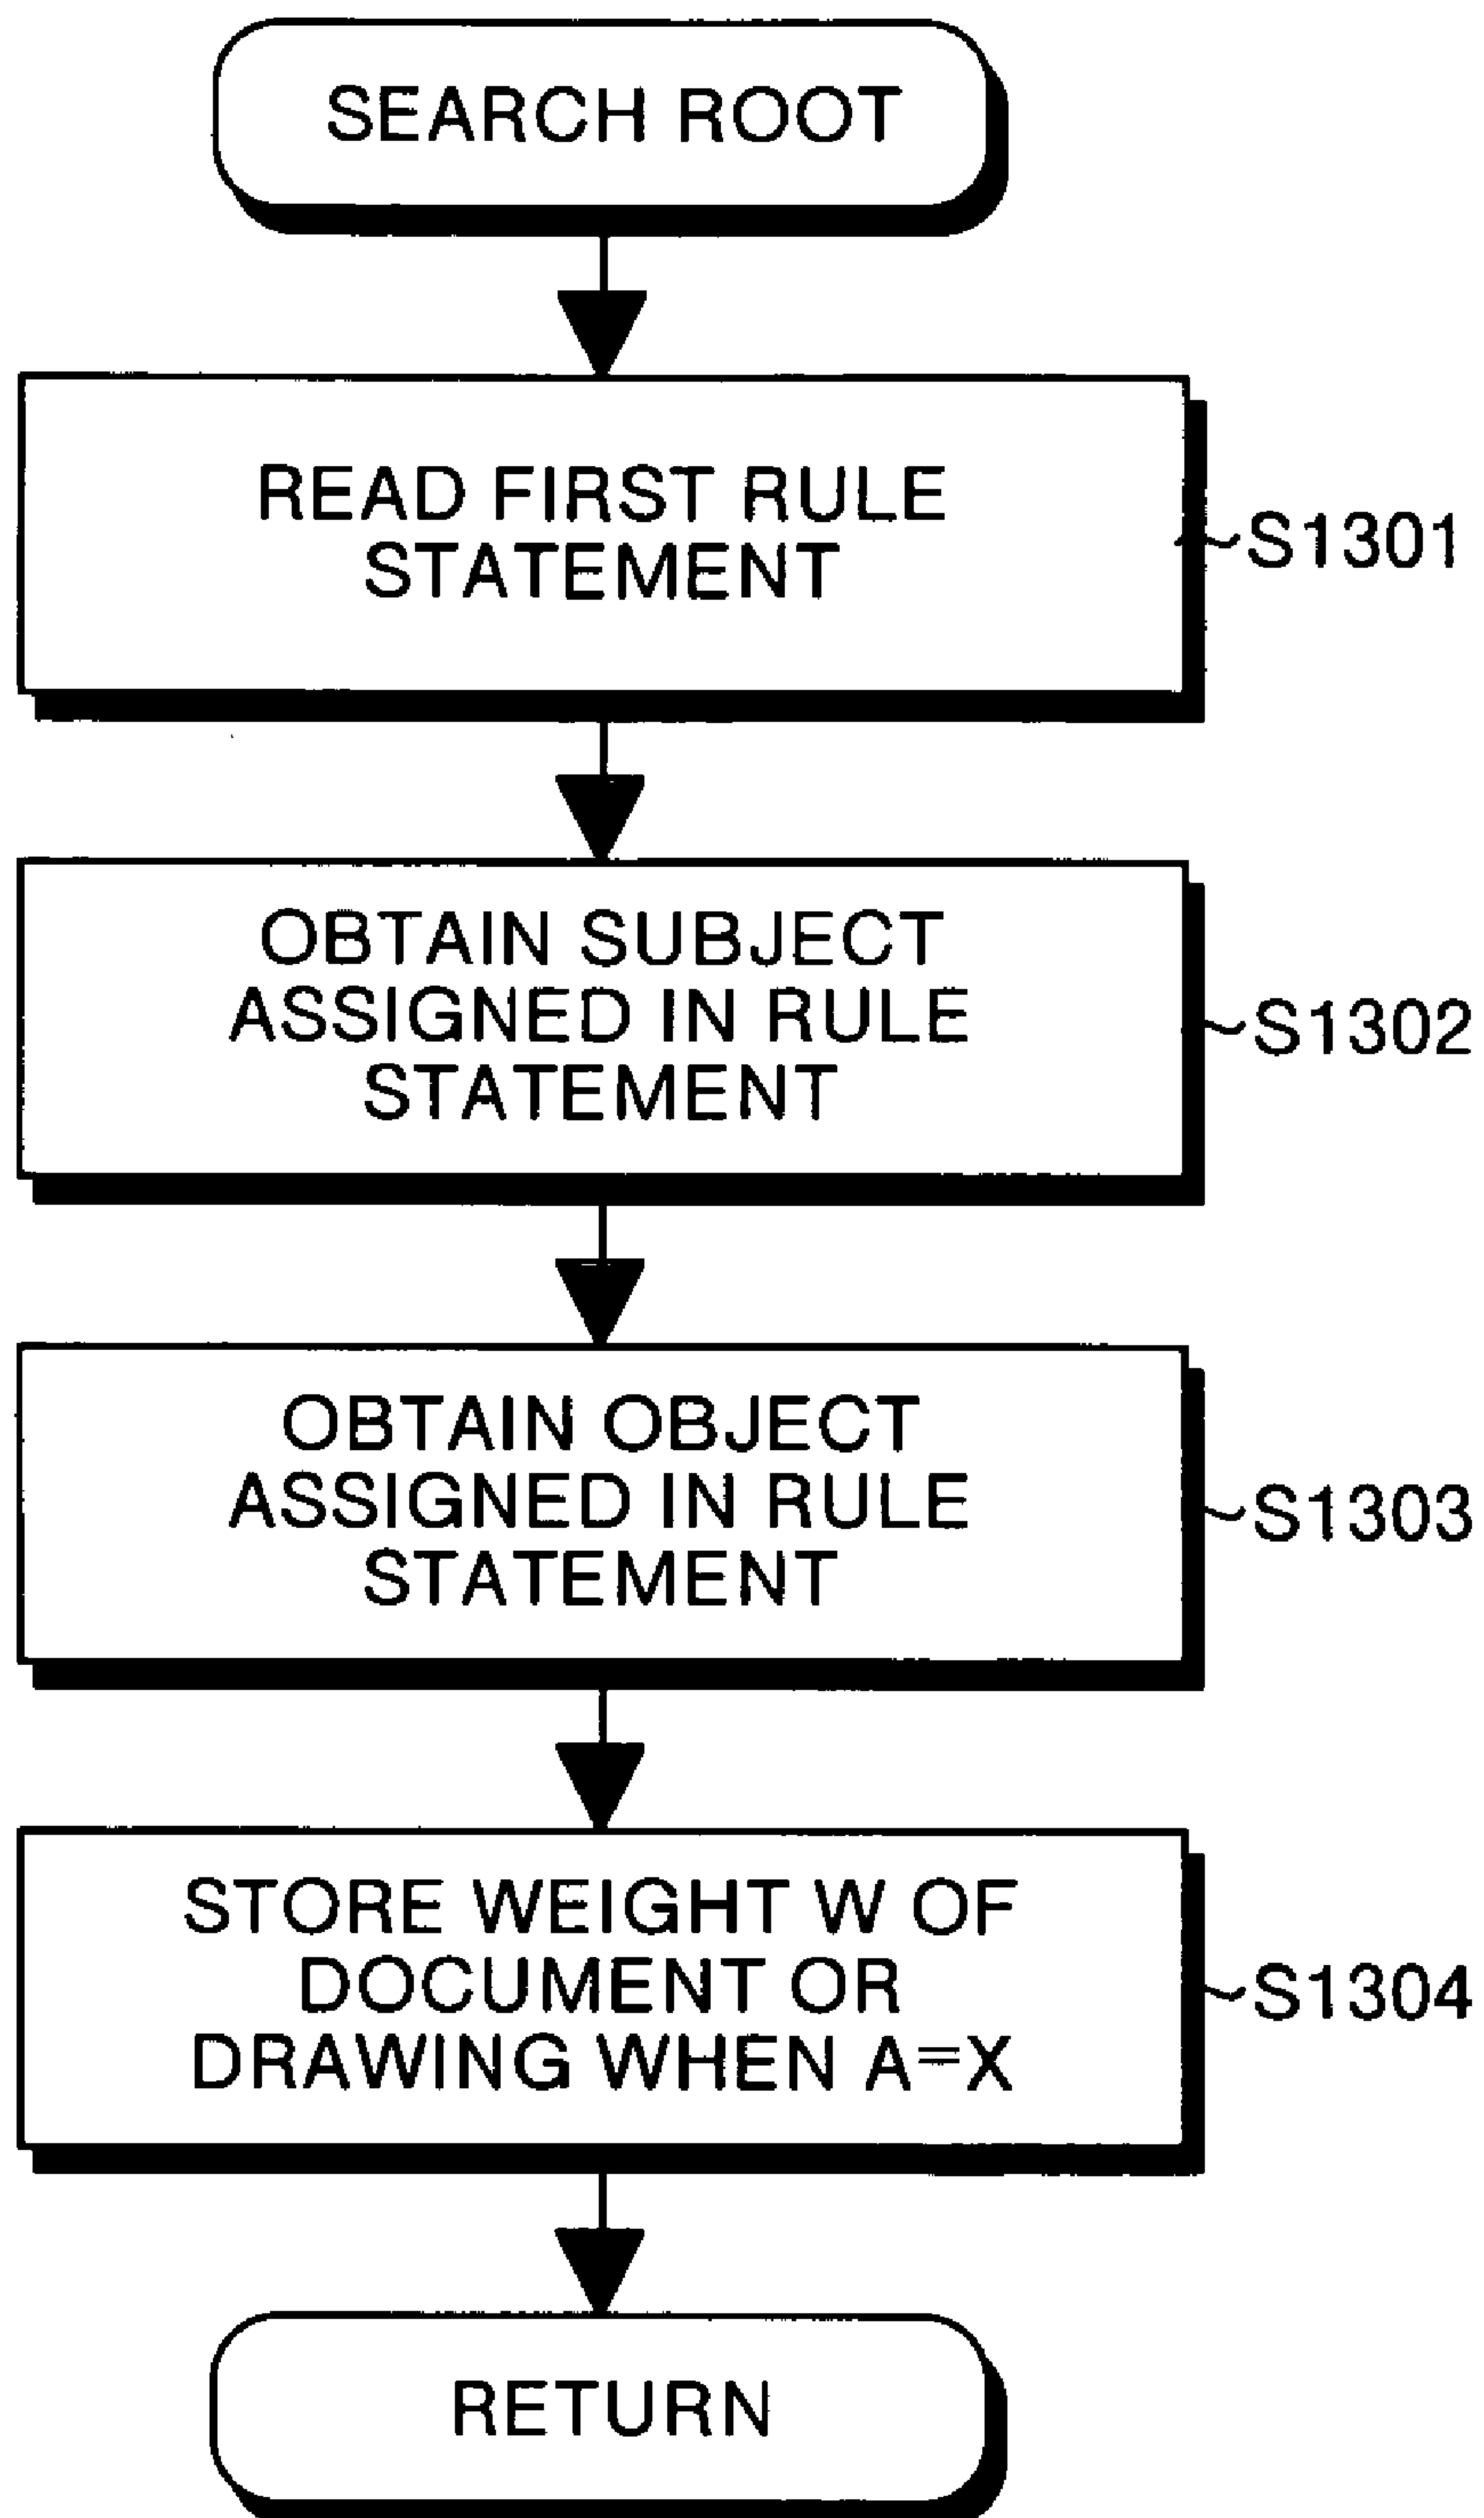 SEARCH ROOT
READ FIRST RULE
STATEMENT
S1301
OBTAIN SUBJECT
ASSIGNED IN RULE
STATEMENT
S1302
OBTAIN OBJECT
ASSIGNED IN RULE
STATEMENT
S1303
STORE WEIGHT W OF
DOCUMENT OR
DRAWING WHEN A=X
S1304
RETURN